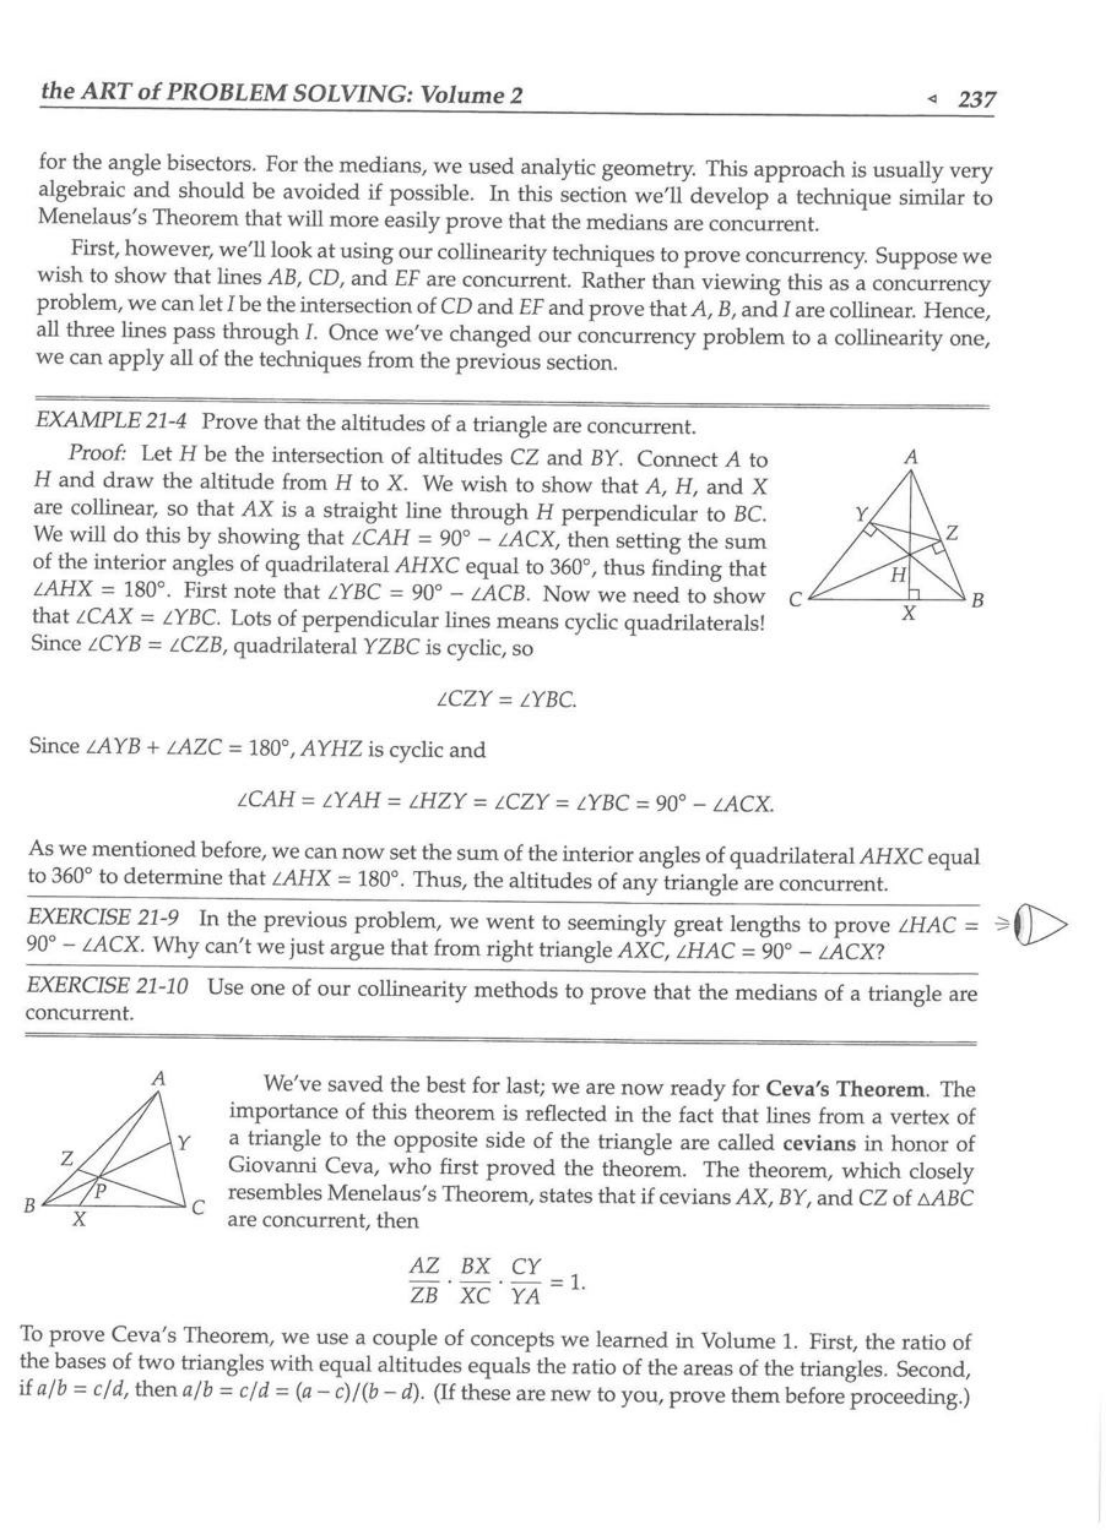 the ART of PROBLEM SOLVING: Volume 2 ◁ 237
for the angle bisectors. For the medians, we used analytic geometry. This approach is usually very
algebraic and should be avoided if possible. In this section we'll develop a technique similar to
Menelaus's Theorem that will more easily prove that the medians are concurrent.
First, however, we'll look at using our collinearity techniques to prove concurrency. Suppose we
wish to show that lines AB, CD, and EF are concurrent. Rather than viewing this as a concurrency
problem, we can let I be the intersection of CD and EF and prove that A, B, and I are collinear. Hence,
all three lines pass through I. Once we've changed our concurrency problem to a collinearity one,
we can apply all of the techniques from the previous section.
EXAMPLE 21-4 Prove that the altitudes of a triangle are concurrent.
Proof: Let H be the intersection of altitudes CZ and BY. Connect A to
H and draw the altitude from H to X. We wish to show that A, H, and X
are collinear, so that AX is a straight line through H perpendicular to BC.
We will do this by showing that ∠CAH = 90° − ∠ACX, then setting the sum
of the interior angles of quadrilateral AHXC equal to 360°, thus finding that
∠AHX = 180°. First note that ∠YBC = 90° − ∠ACB. Now we need to show
that ∠CAX = ∠YBC. Lots of perpendicular lines means cyclic quadrilaterals!
Since ∠CYB = ∠CZB, quadrilateral YZBC is cyclic, so
A
Y
Z
H
C
B
X
∠CZY = ∠YBC.
Since ∠AYB + ∠AZC = 180°, AYHZ is cyclic and
∠CAH = ∠YAH = ∠HZY = ∠CZY = ∠YBC = 90° − ∠ACX.
As we mentioned before, we can now set the sum of the interior angles of quadrilateral AHXC equal
to 360° to determine that ∠AHX = 180°. Thus, the altitudes of any triangle are concurrent.
EXERCISE 21-9 In the previous problem, we went to seemingly great lengths to prove ∠HAC =
90° − ∠ACX. Why can't we just argue that from right triangle AXC, ∠HAC = 90° − ∠ACX?
EXERCISE 21-10 Use one of our collinearity methods to prove that the medians of a triangle are
concurrent.
A
Y
Z
P
B
C
X
We've saved the best for last; we are now ready for Ceva's Theorem. The
importance of this theorem is reflected in the fact that lines from a vertex of
a triangle to the opposite side of the triangle are called cevians in honor of
Giovanni Ceva, who first proved the theorem. The theorem, which closely
resembles Menelaus's Theorem, states that if cevians AX, BY, and CZ of △ABC
are concurrent, then
AZ/ZB · BX/XC · CY/YA = 1.
To prove Ceva's Theorem, we use a couple of concepts we learned in Volume 1. First, the ratio of
the bases of two triangles with equal altitudes equals the ratio of the areas of the triangles. Second,
if a/b = c/d, then a/b = c/d = (a − c)/(b − d). (If these are new to you, prove them before proceeding.)